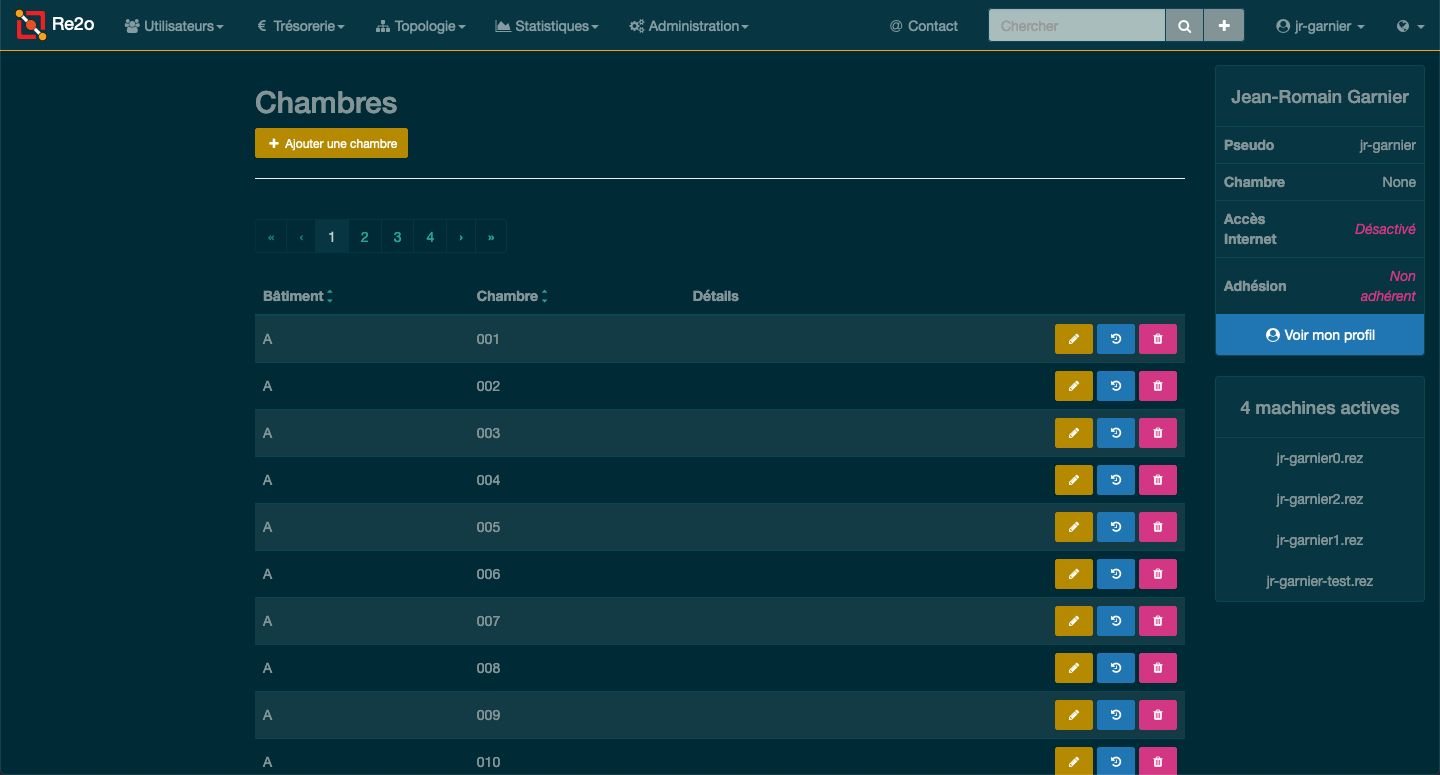 Re2o Utilisateurs € Trésorerie Topologie Statistiques Administration @ Contact Chercher jr-garnier
Chambres
+ Ajouter une chambre
« ‹ 1 2 3 4 › »
Bâtiment Chambre Détails
A 001
A 002
A 003
A 004
A 005
A 006
A 007
A 008
A 009
A 010
Jean-Romain Garnier
Pseudo jr-garnier
Chambre None
Accès Internet Désactivé
Adhésion Non adhérent
Voir mon profil
4 machines actives
jr-garnier0.rez
jr-garnier2.rez
jr-garnier1.rez
jr-garnier-test.rez